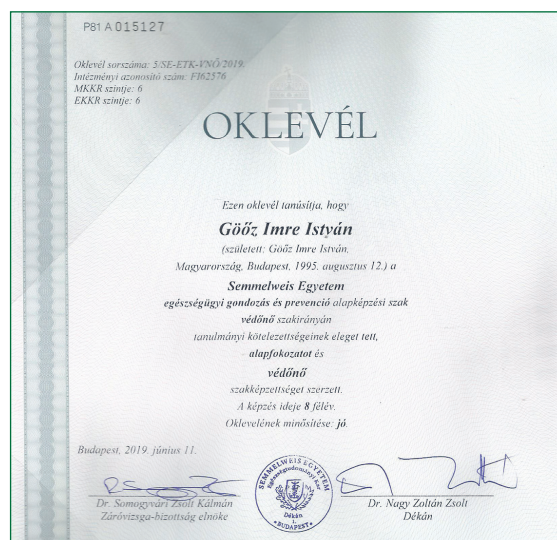 P81 A 015127
Oklevél sorszáma: 5/SE-ETK-VNŐ/2019.
Intézményi azonosító szám: FI62576
MKKR szintje: 6
EKKR szintje: 6
OKLEVÉL
Ezen oklevél tanúsítja, hogy
Göőz Imre István
(született: Göőz Imre István,
Magyarország, Budapest, 1995. augusztus 12.) a
Semmelweis Egyetem
egészségügyi gondozás és prevenció alapképzési szak
védőnő szakirányán
tanulmányi kötelezettségeinek eleget tett,
alapfokozatot és
védőnő
szakképzettséget szerzett.
A képzés ideje 8 félév.
Oklevelének minősítése: jó.
Budapest, 2019. június 11.
Dr. Somogyvári Zsolt Kálmán
Záróvizsga-bizottság elnöke
SEMMELWEIS EGYETEM
Egészségtudományi Kar
Dékán
1.
* BUDAPEST *
Dr. Nagy Zoltán Zsolt
Dékán